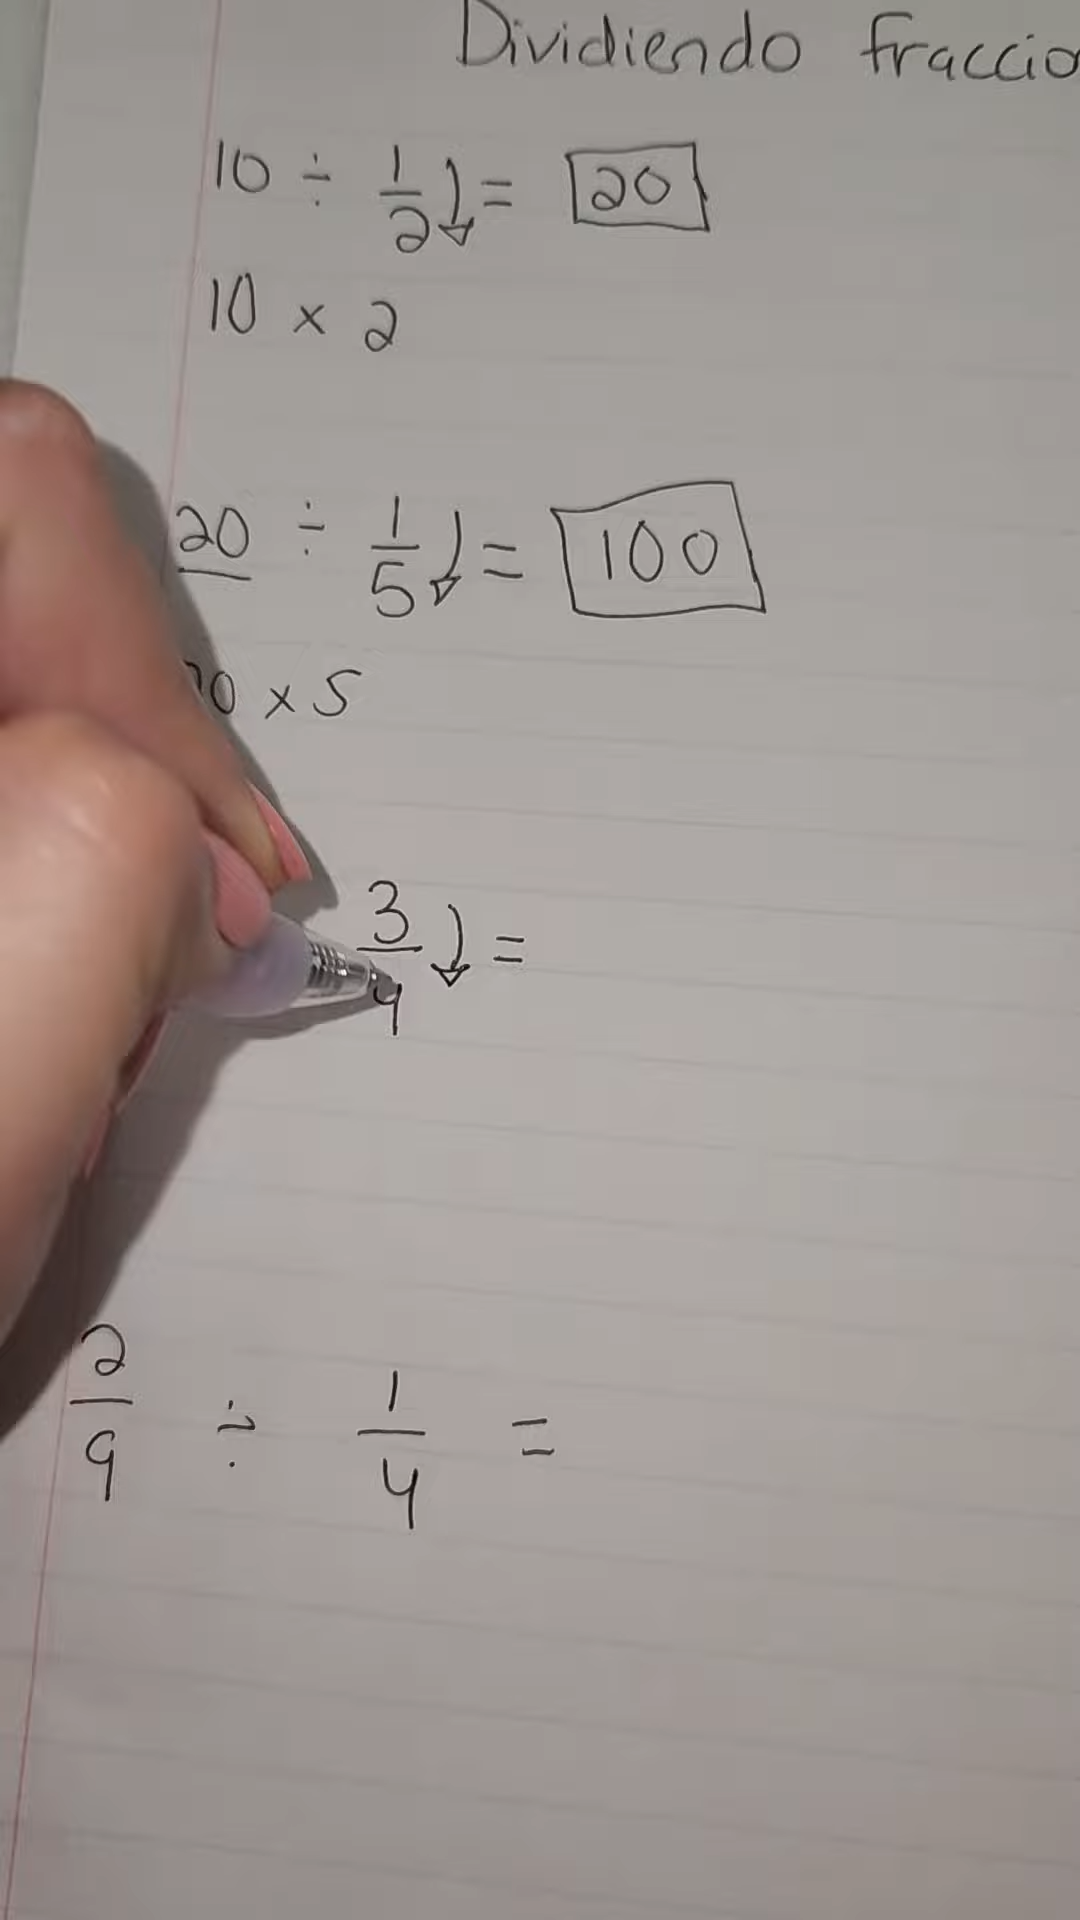 Dividiendo fraccio
10 ÷ 1/2 = 20
10 × 2
20 ÷ 1/5 = 100
20 × 5
3/4 =
2/9 ÷ 1/4 =